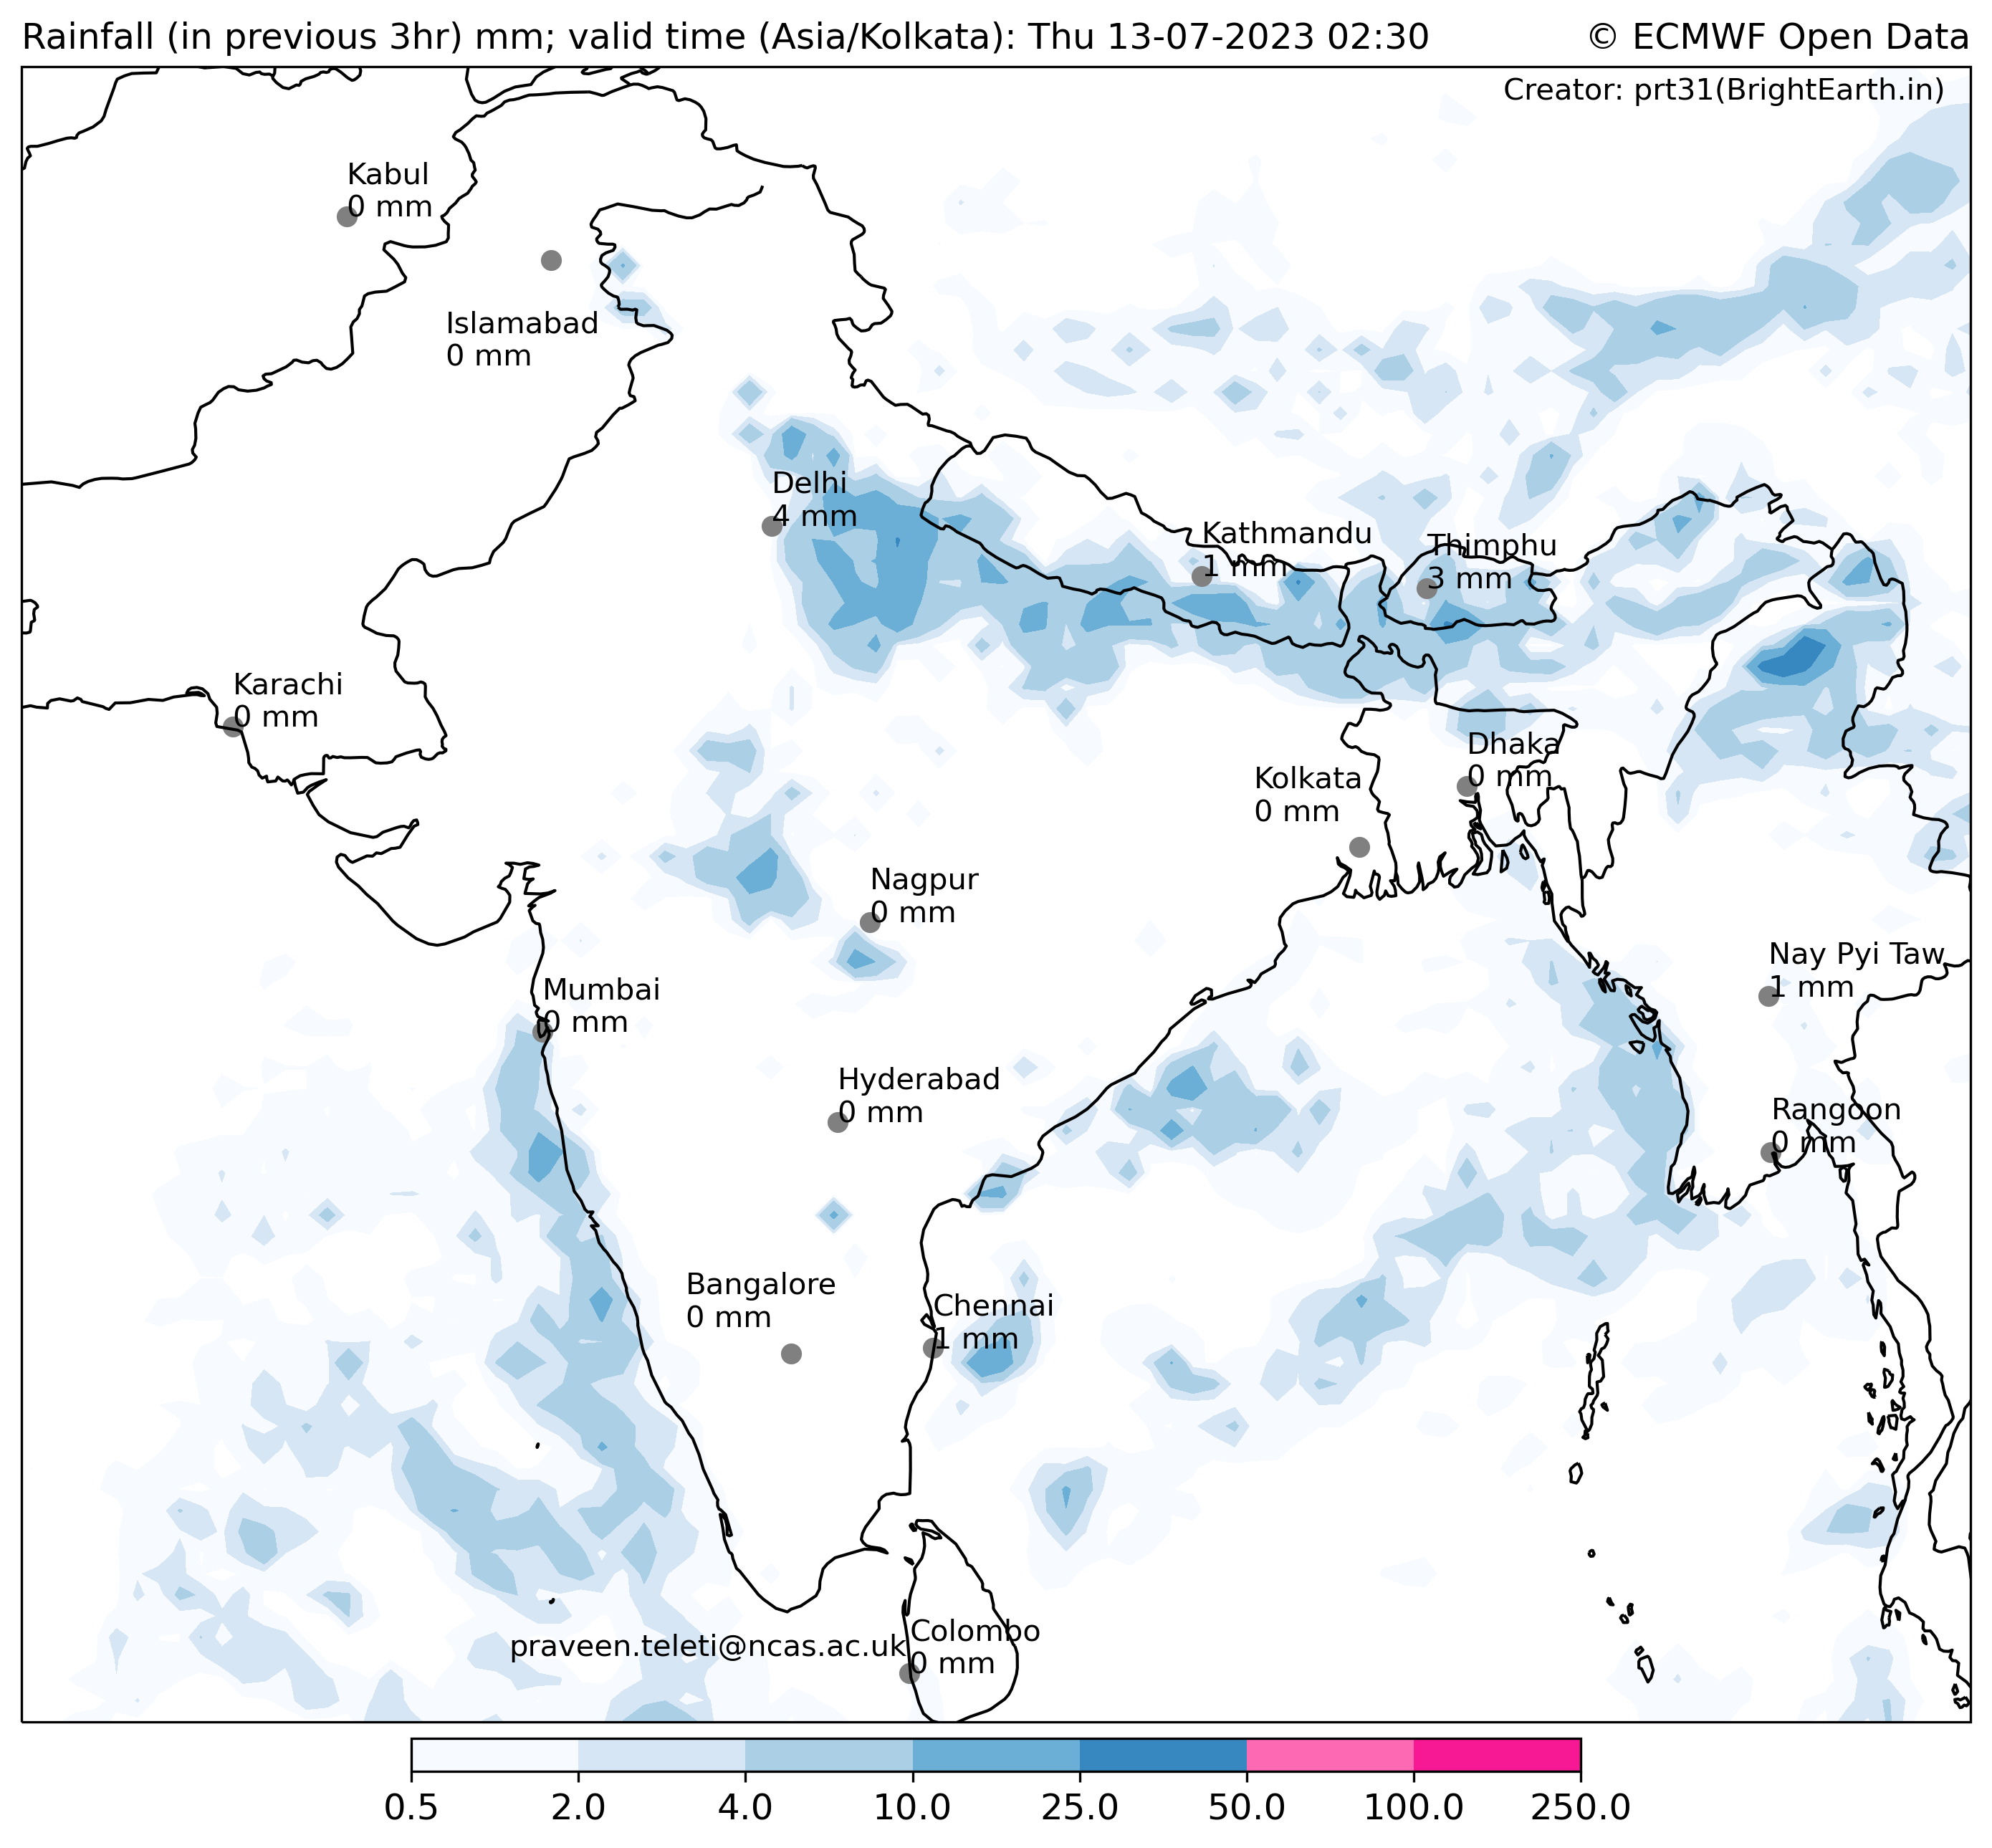 Rainfall (in previous 3hr) mm; valid time (Asia/Kolkata): Thu 13-07-2023 02:30
© ECMWF Open Data
Creator: prt31(BrightEarth.in)
Kabul
0 mm
Islamabad
0 mm
Delhi
4 mm
Kathmandu
1 mm
Thimphu
3 mm
Karachi
0 mm
Dhaka
0 mm
Kolkata
0 mm
Nagpur
0 mm
Nay Pyi Taw
1 mm
Mumbai
0 mm
Hyderabad
0 mm
Rangoon
0 mm
Bangalore
0 mm
Chennai
1 mm
Colombo
0 mm
praveen.teleti@ncas.ac.uk
0.5 2.0 4.0 10.0 25.0 50.0 100.0 250.0